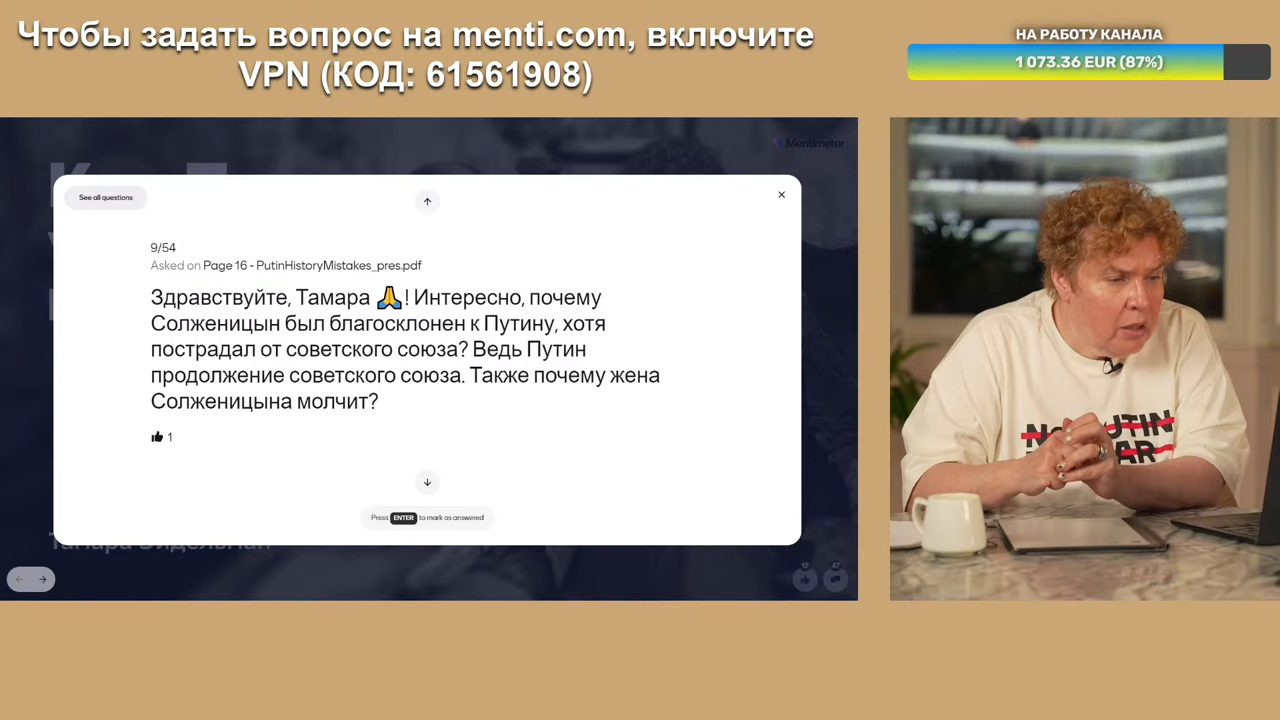 Чтобы задать вопрос на menti.com, включите
VPN (КОД: 61561908)
НА РАБОТУ КАНАЛА
1 073.36 EUR (87%)
Mentimeter
See all questions
9/54
Asked on Page 16 - PutinHistoryMistakes_pres.pdf
Здравствуйте, Тамара 🙏! Интересно, почему
Солженицын был благосклонен к Путину, хотя
пострадал от советского союза? Ведь Путин
продолжение советского союза. Также почему жена
Солженицына молчит?
1
Press ENTER to mark as answered